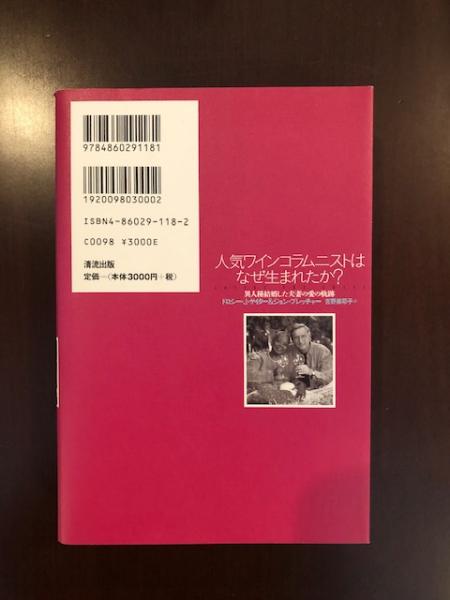 9784860291181
1920098030002
ISBN4-86029-118-2
C0098 ¥3000E
清流出版
定価=〈本体3000円+税〉
人気ワインコラムニストは
なぜ生まれたか?
異人種結婚した夫妻の愛の軌跡
ドロシー・J・ゲイター&ジョン・ブレッチャー